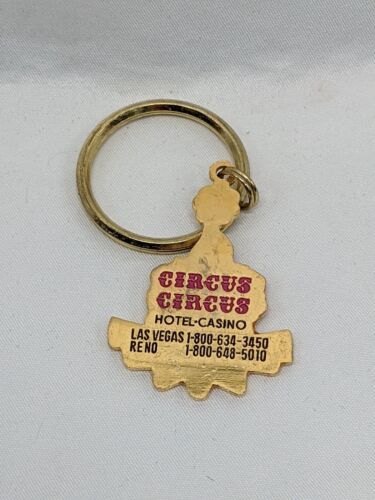 CIRCUS
CIRCUS
HOTEL-CASINO
LAS VEGAS 1-800-634-3450
RENO 1-800-648-5010